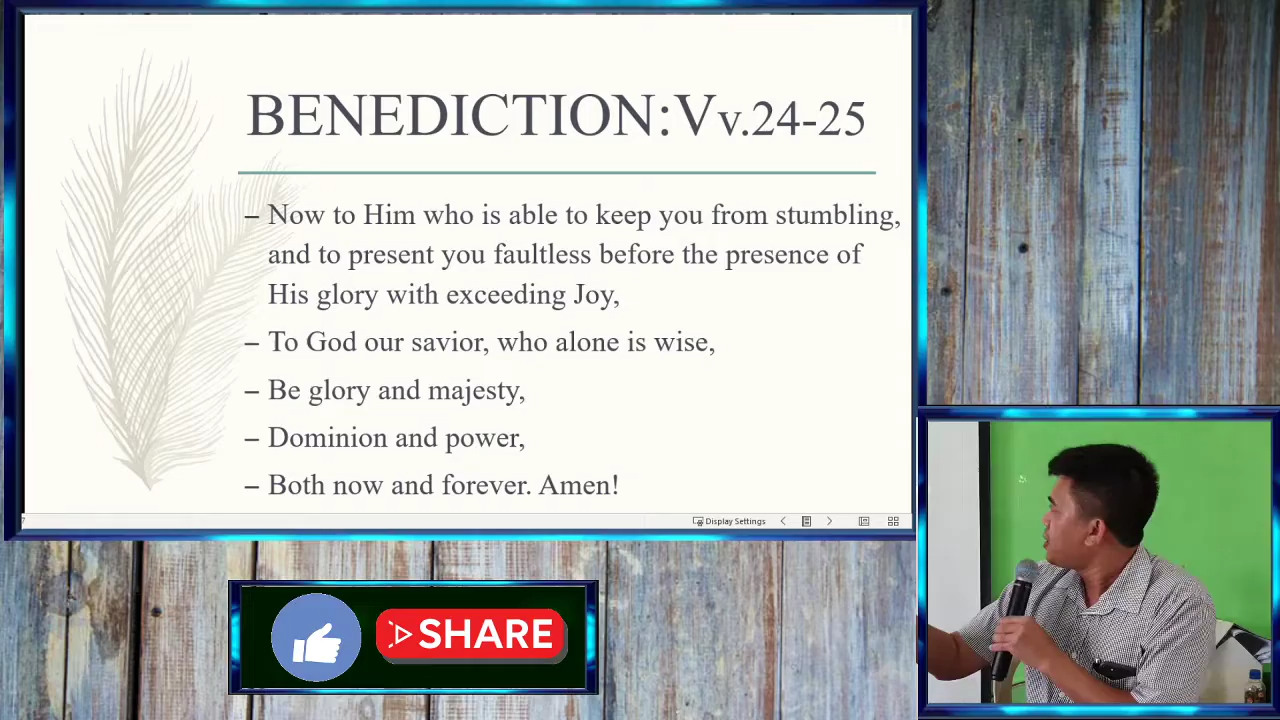 BENEDICTION:Vv.24-25
– Now to Him who is able to keep you from stumbling,
and to present you faultless before the presence of
His glory with exceeding Joy,
– To God our savior, who alone is wise,
– Be glory and majesty,
– Dominion and power,
– Both now and forever. Amen!
7
Display Settings
SHARE